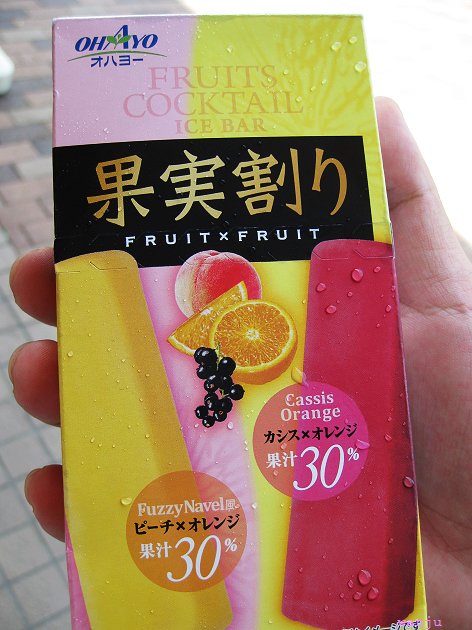 OHAYO
オハヨー
FRUITS
COCKTAIL
ICE BAR
果実割り
FRUIT×FRUIT
Cassis
Orange
カシス×オレンジ
果汁30%
FuzzyNavel風
ピーチ×オレンジ
果汁30%
ju